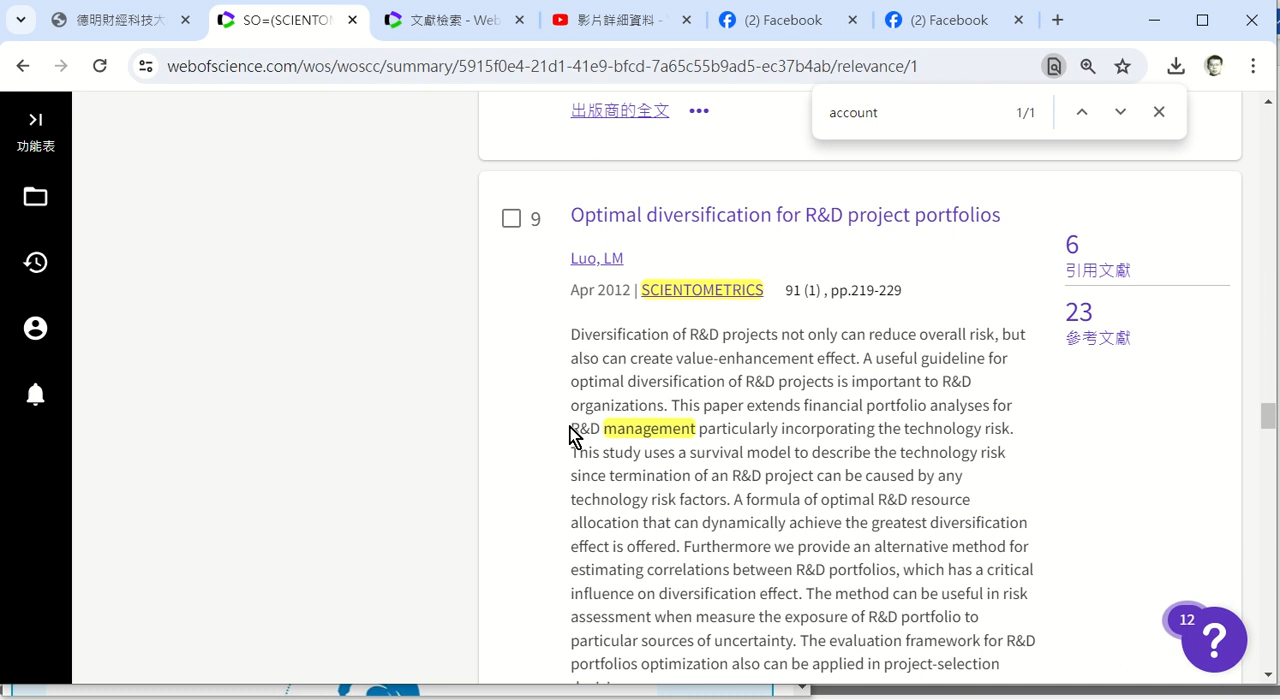 德明財經科技大
SO=(SCIENTOM
文獻檢索 - Web
影片詳細資料 -
(2) Facebook
(2) Facebook
webofscience.com/wos/woscc/summary/5915f0e4-21d1-41e9-bfcd-7a65c55b9ad5-ec37b4ab/relevance/1
account
1/1
功能表
出版商的全文
9
Optimal diversification for R&D project portfolios
Luo, LM
Apr 2012 | SCIENTOMETRICS 91 (1) , pp.219-229
6
引用文獻
23
參考文獻
Diversification of R&D projects not only can reduce overall risk, but
also can create value-enhancement effect. A useful guideline for
optimal diversification of R&D projects is important to R&D
organizations. This paper extends financial portfolio analyses for
R&D management particularly incorporating the technology risk.
This study uses a survival model to describe the technology risk
since termination of an R&D project can be caused by any
technology risk factors. A formula of optimal R&D resource
allocation that can dynamically achieve the greatest diversification
effect is offered. Furthermore we provide an alternative method for
estimating correlations between R&D portfolios, which has a critical
influence on diversification effect. The method can be useful in risk
assessment when measure the exposure of R&D portfolio to
particular sources of uncertainty. The evaluation framework for R&D
portfolios optimization also can be applied in project-selection
12
?